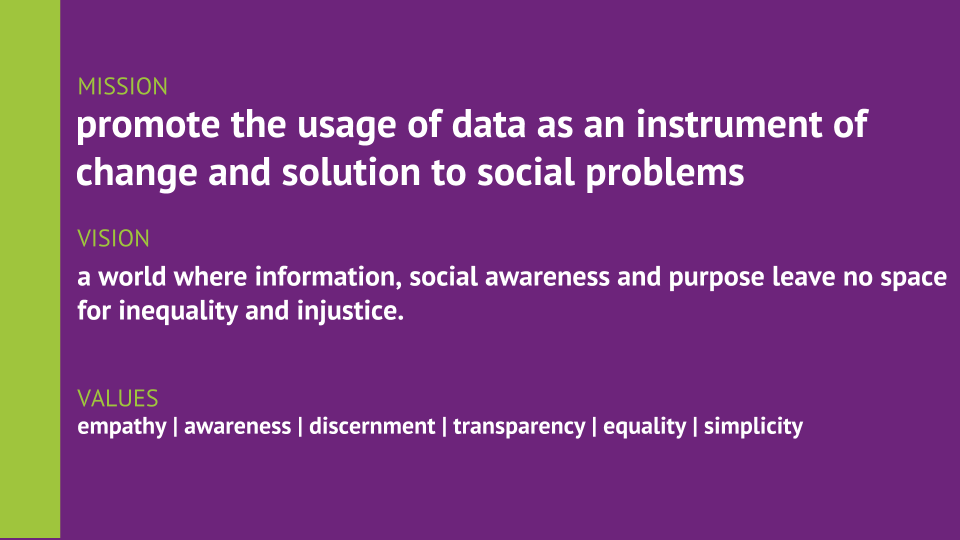 MISSION
promote the usage of data as an instrument of
change and solution to social problems
VISION
a world where information, social awareness and purpose leave no space
for inequality and injustice.
VALUES
empathy | awareness | discernment | transparency | equality | simplicity